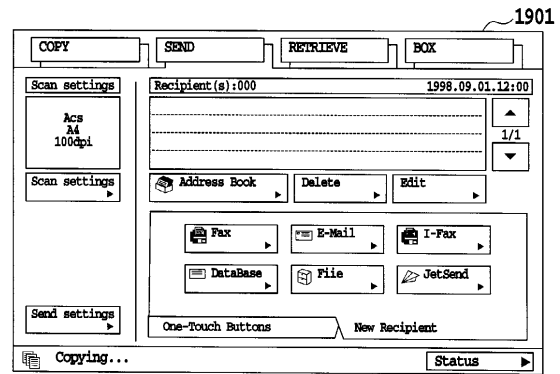 1901
COPY SEND RETRIEVE BOX
Scan settings
Recipient(s):000 1998.09.01.12:00
Acs
A4
100dpi
1/1
Scan settings
Address Book Delete Edit
Fax E-Mail I-Fax
DataBase Fiie JetSend
Send settings
One-Touch Buttons New Recipient
Copying... Status